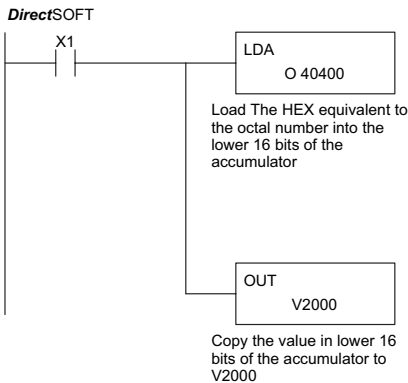 DirectSOFT
X1
LDA
O 40400
Load The HEX equivalent to
the octal number into the
lower 16 bits of the
accumulator
OUT
V2000
Copy the value in lower 16
bits of the accumulator to
V2000